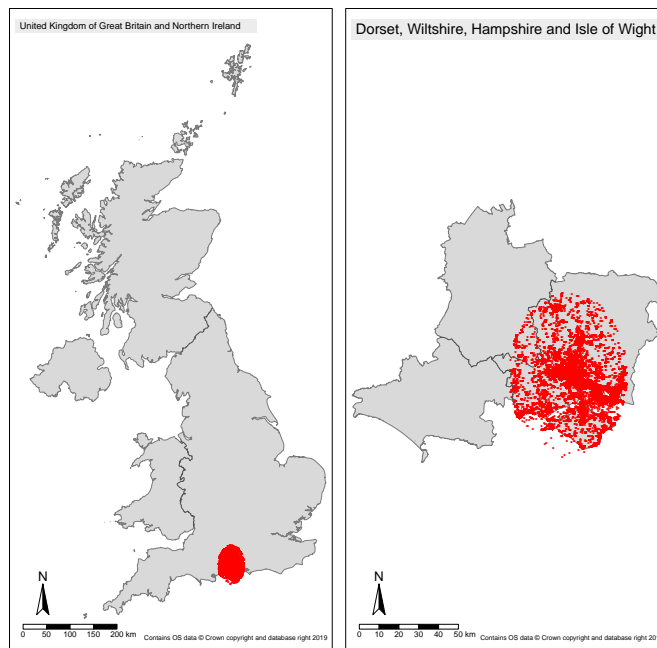 United Kingdom of Great Britain and Northern Ireland
N
0 50 100 150 200 km
Contains OS data © Crown copyright and database right 2019
Dorset, Wiltshire, Hampshire and Isle of Wight
N
0 10 20 30 40 50 km
Contains OS data © Crown copyright and database right 201